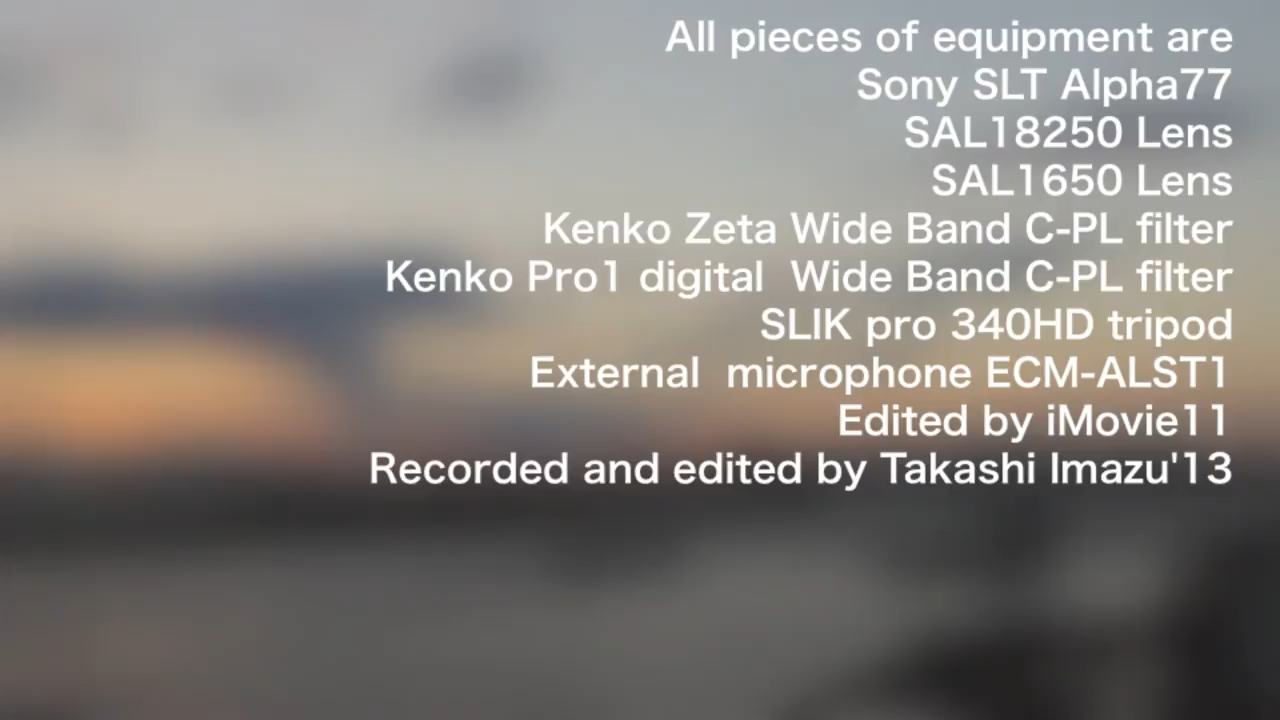 All pieces of equipment are
Sony SLT Alpha77
SAL18250 Lens
SAL1650 Lens
Kenko Zeta Wide Band C-PL filter
Kenko Pro1 digital  Wide Band C-PL filter
SLIK pro 340HD tripod
External  microphone ECM-ALST1
Edited by iMovie11
Recorded and edited by Takashi Imazu'13